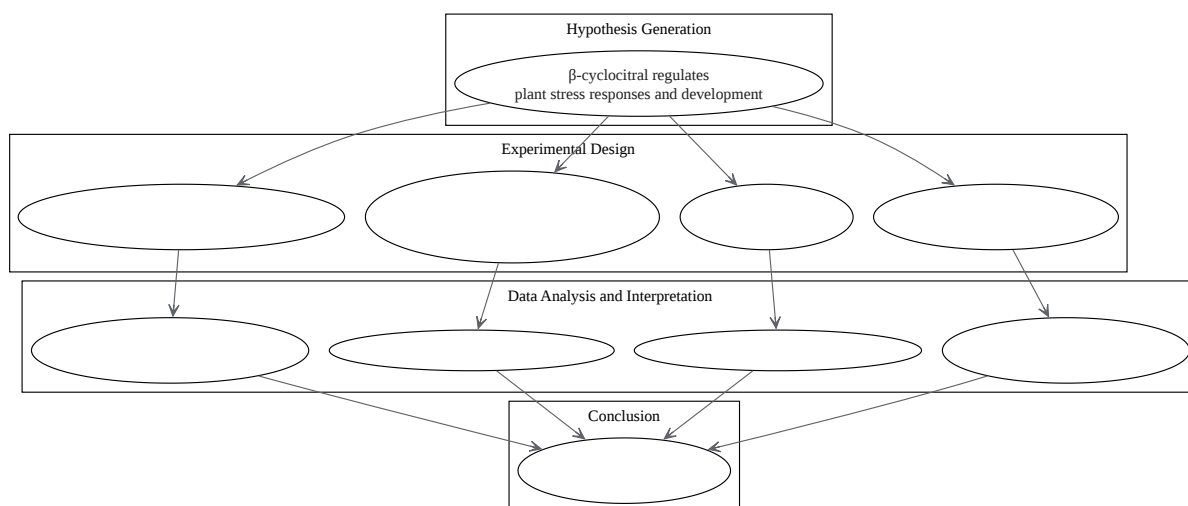 Hypothesis Generation
β-cyclocitral regulates
plant stress responses and development
Experimental Design
Data Analysis and Interpretation
Conclusion